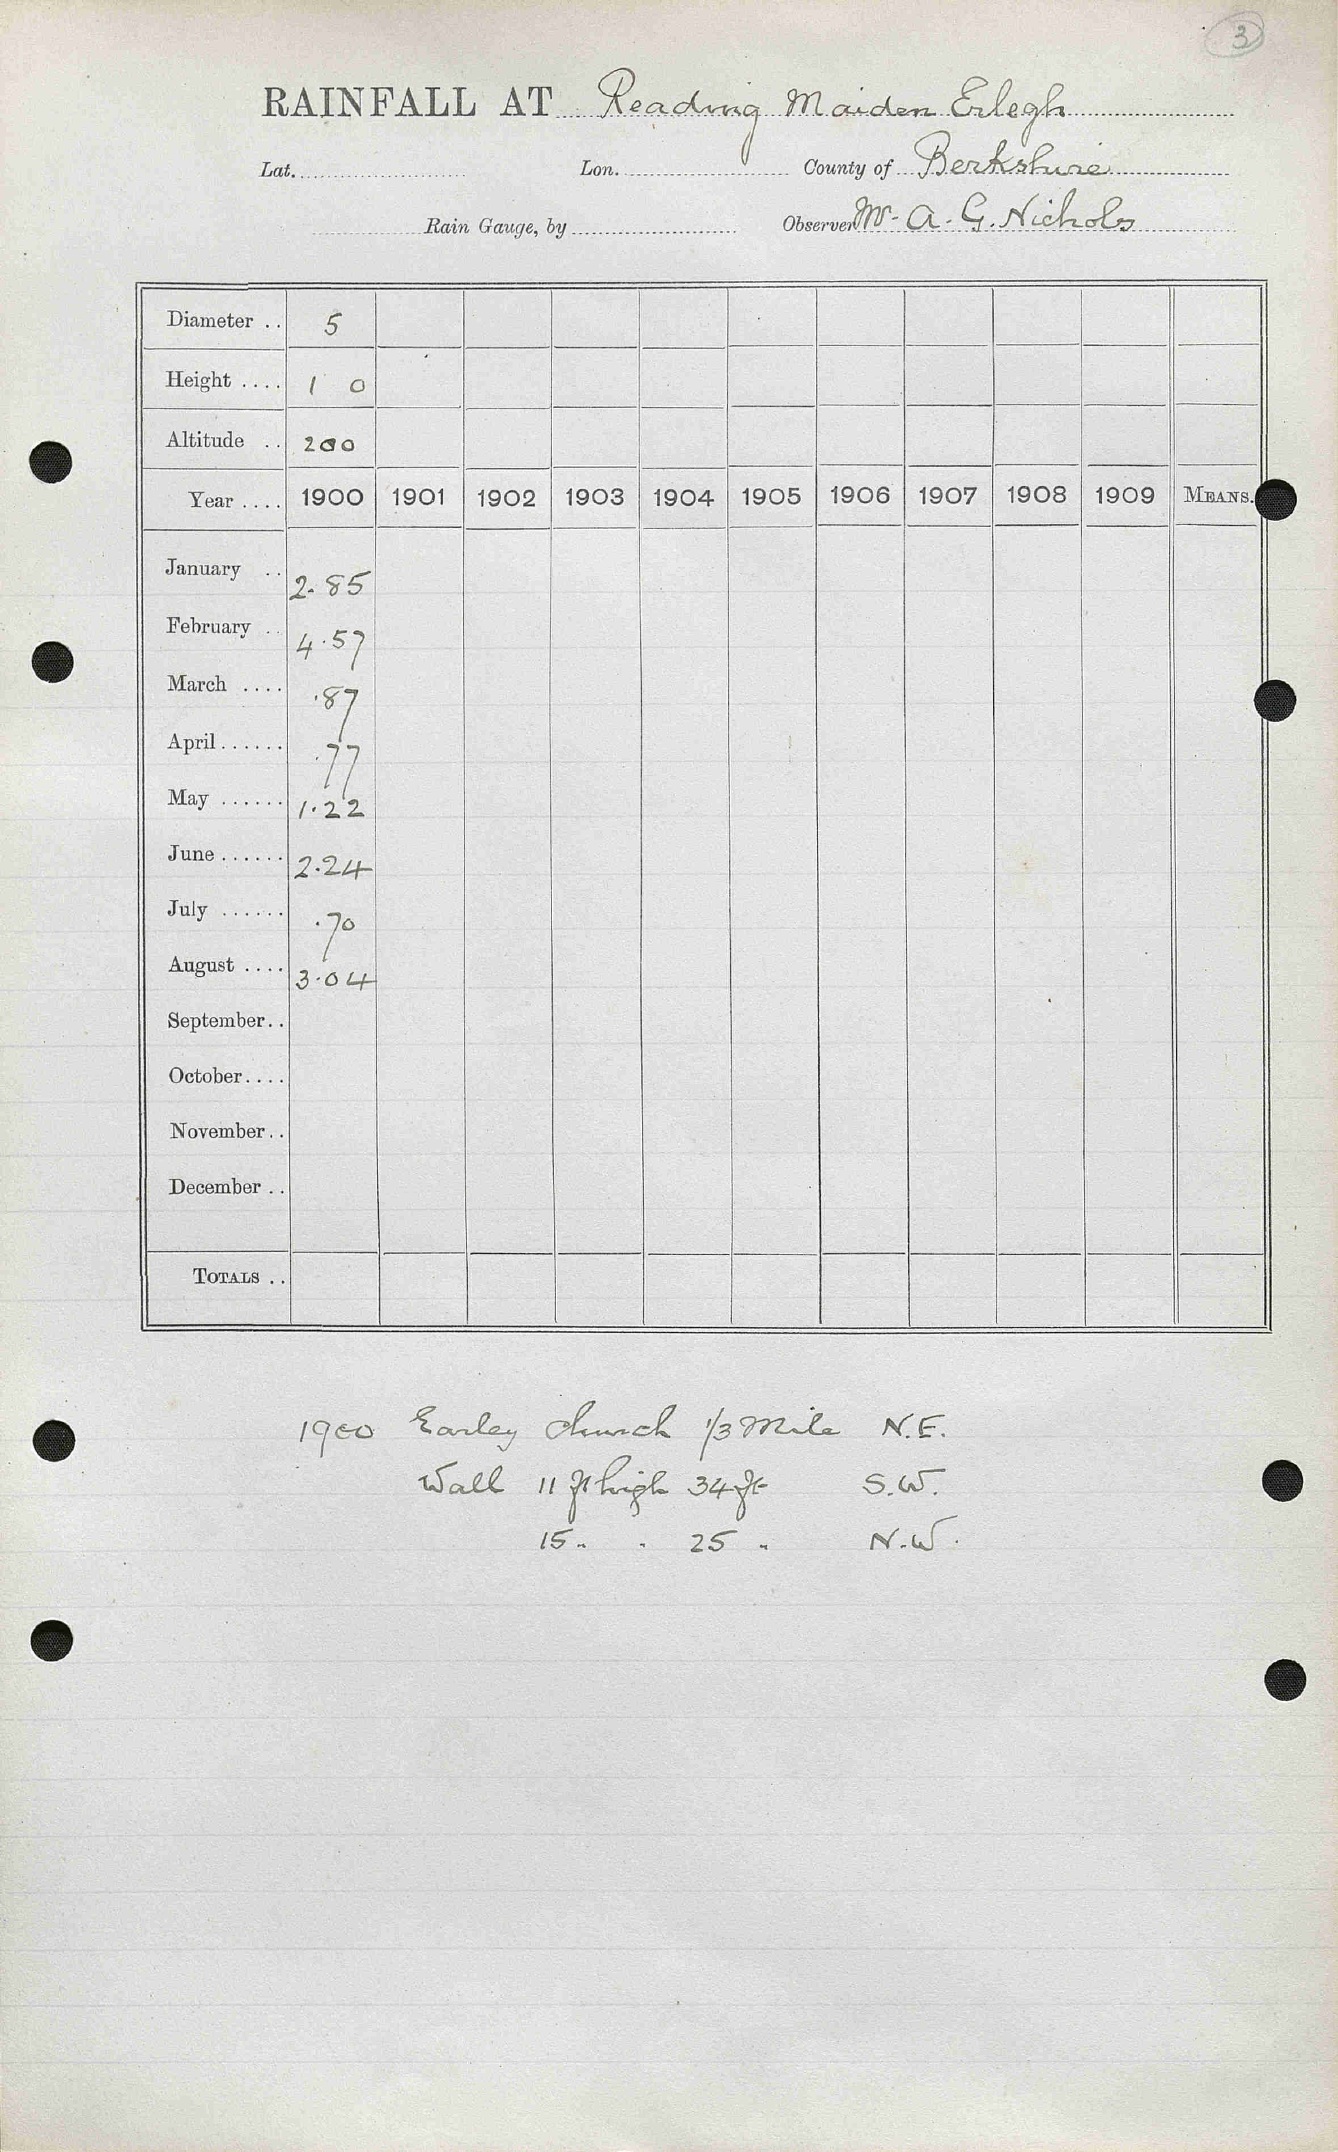 3
RAINFALL AT Reading Maiden Erlegh
Lat. Lon. County of Berkshire
Rain Gauge, by Observer Mr. A. G. Nichols
Diameter .. 5
Height .... 1 0
Altitude .. 200
Year .... 1900 1901 1902 1903 1904 1905 1906 1907 1908 1909 MEANS.
January .. 2.85
February .. 4.57
March .... .87
April ...... .77
May ...... 1.22
June ...... 2.24
July ...... .70
August .... 3.04
September..
October....
November..
December ..
TOTALS ..
1900 Earley Church 1/3 Mile N.E.
Wall 11 ft high 34 ft S.W.
15 " " 25 " N.W.